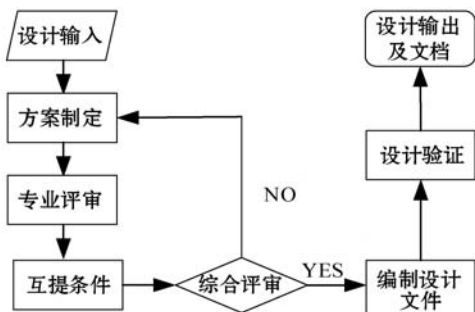 设计输入
方案制定
专业评审
互提条件
综合评审
NO
YES
编制设计
文件
设计验证
设计输出
及文档